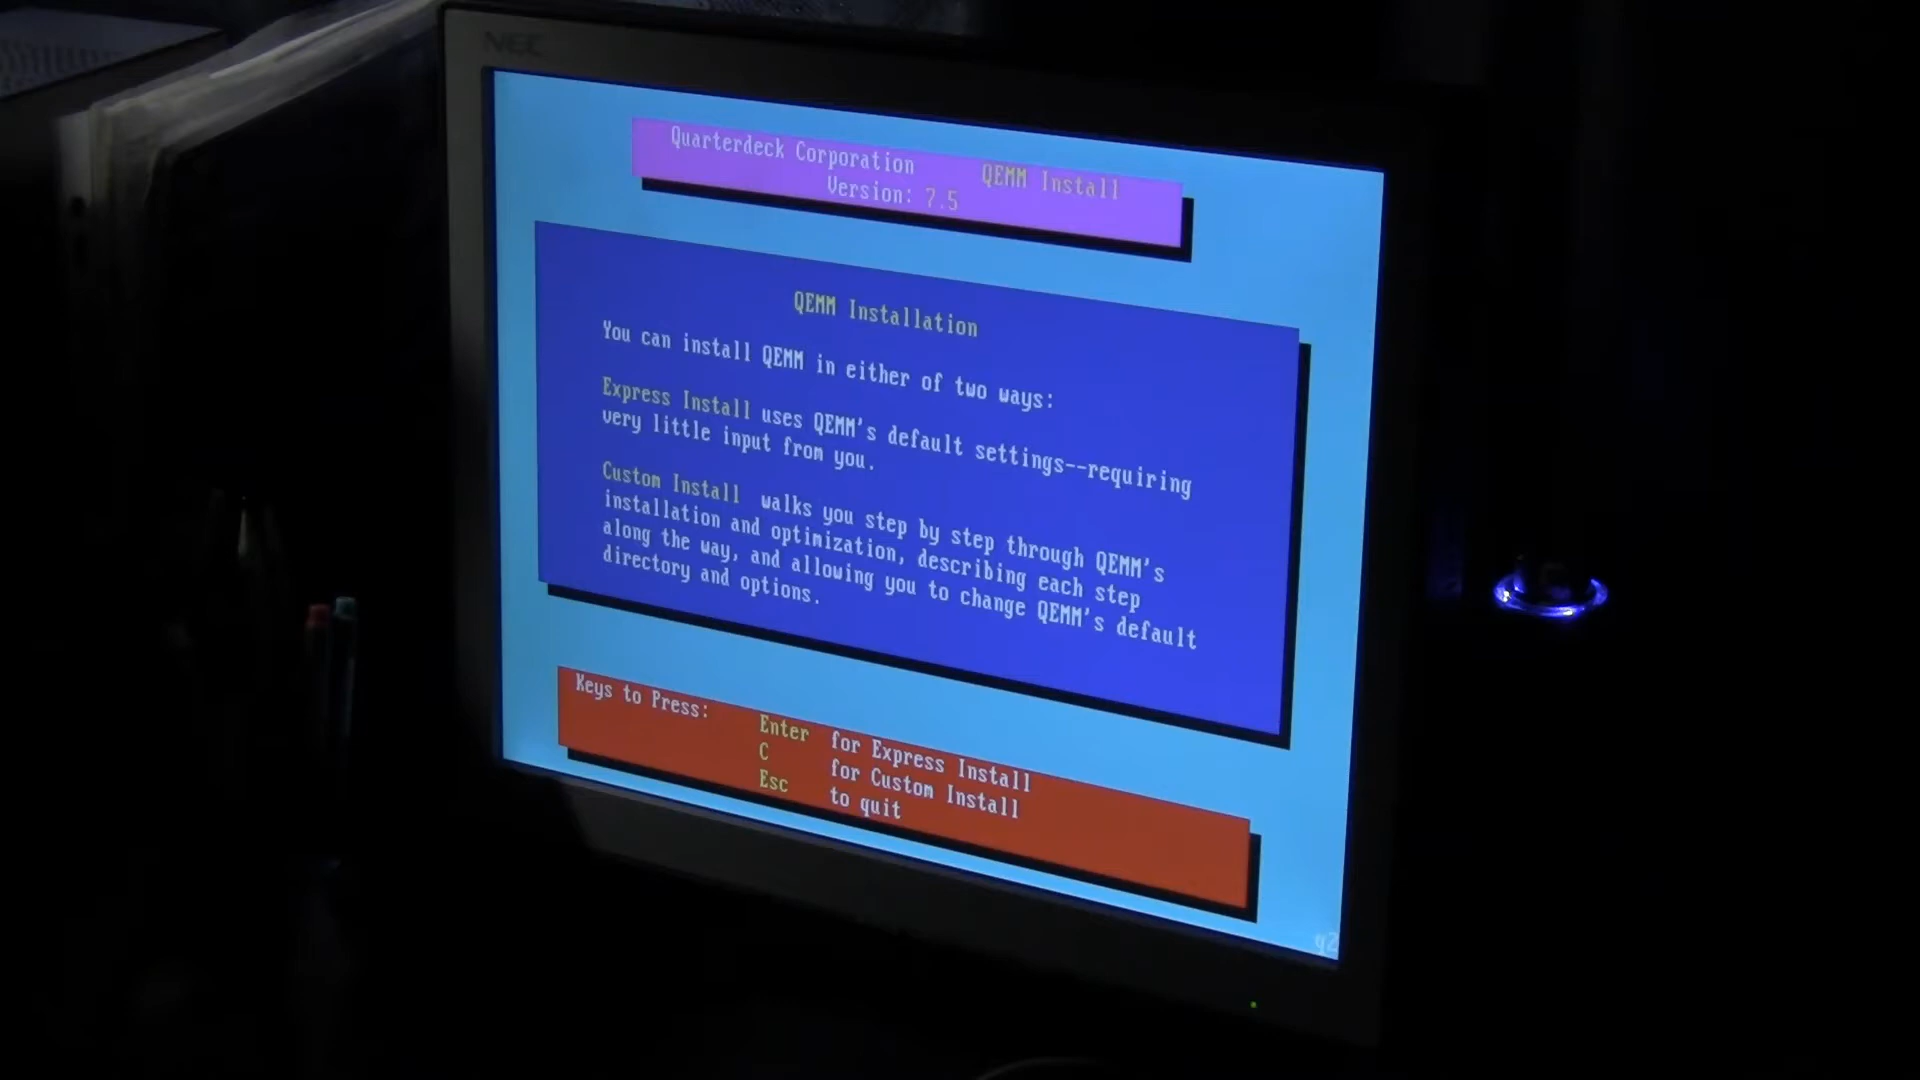 NEC
Quarterdeck Corporation QEMM Install
Version: 7.5
QEMM Installation
You can install QEMM in either of two ways:
Express Install uses QEMM's default settings--requiring
very little input from you.
Custom Install walks you step by step through QEMM's
installation and optimization, describing each step
along the way, and allowing you to change QEMM's default
directory and options.
Keys to Press:
Enter for Express Install
C for Custom Install
Esc to quit
q2